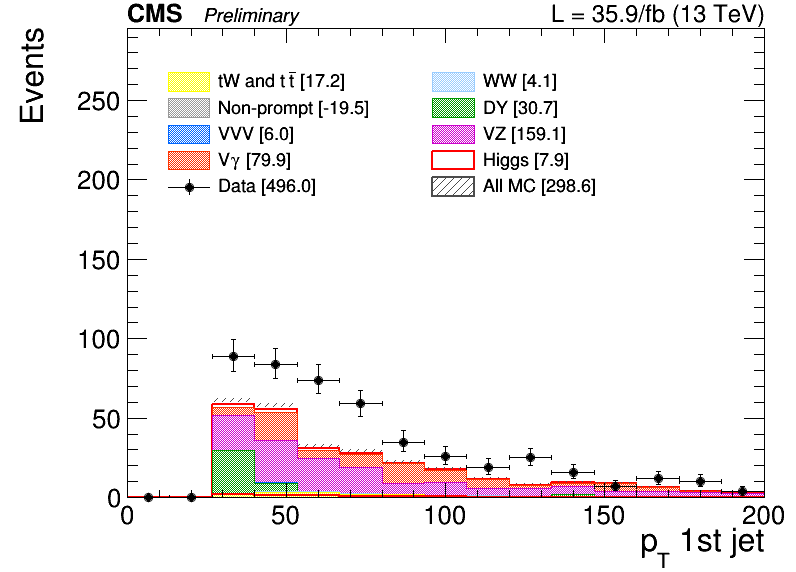 CMS Preliminary L = 35.9/fb (13 TeV)
Events
tW and tt̄ [17.2] WW [4.1]
Non-prompt [-19.5] DY [30.7]
VVV [6.0] VZ [159.1]
Vγ [79.9] Higgs [7.9]
Data [496.0] All MC [298.6]
250
200
150
100
50
0
0 50 100 150 200
p_T 1st jet